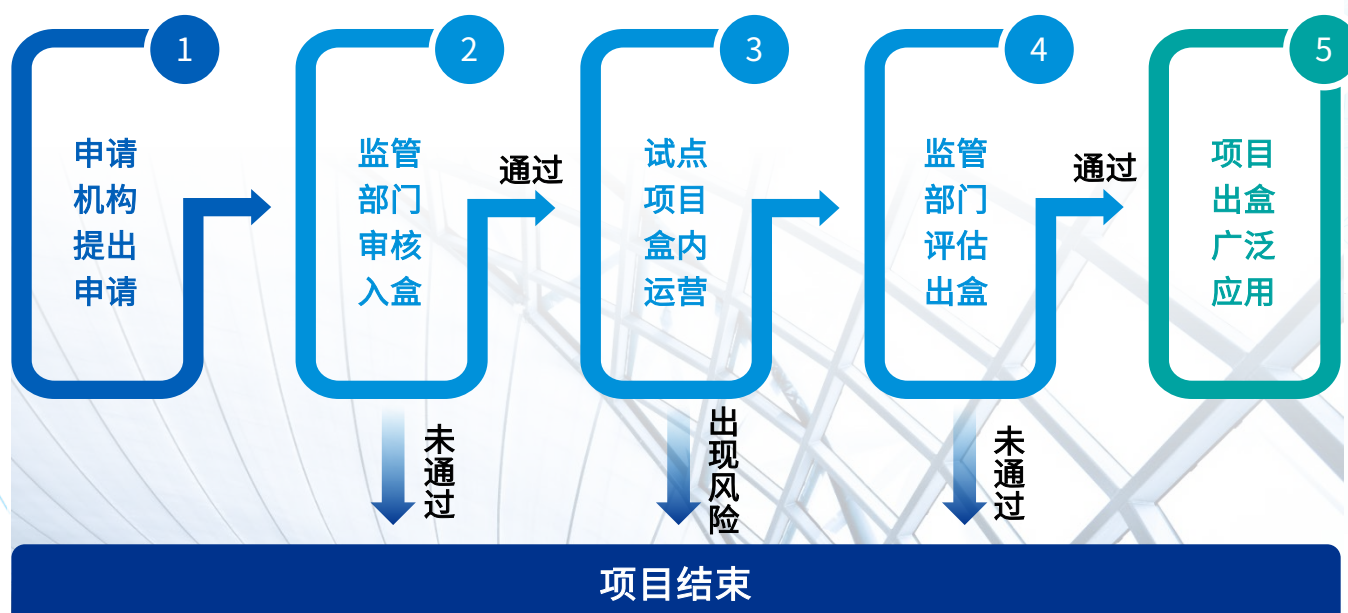 1
申请
机构
提出
申请
2
监管
部门
审核
入盒
通过
3
试点
项目
盒内
运营
4
监管
部门
评估
出盒
通过
5
项目
出盒
广泛
应用
未通过
出现风险
未通过
项目结束